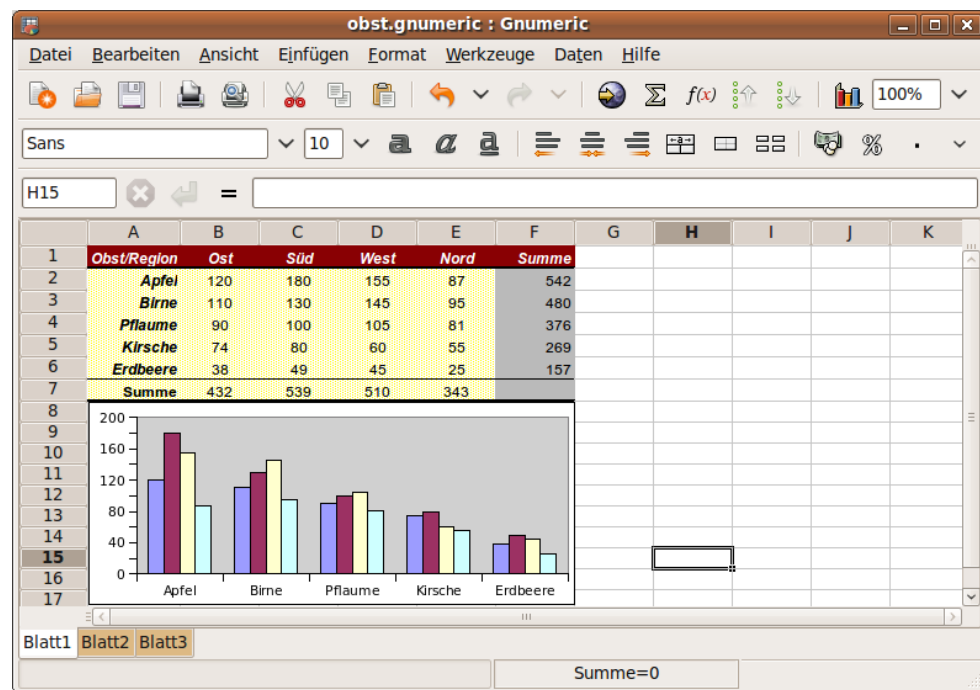 obst.gnumeric : Gnumeric
Datei Bearbeiten Ansicht Einfügen Format Werkzeuge Daten Hilfe
f(x) 100%
Sans 10 a a a a %
H15 =
A B C D E F G H I J K
1 Obst/Region Ost Süd West Nord Summe
2 Apfel 120 180 155 87 542
3 Birne 110 130 145 95 480
4 Pflaume 90 100 105 81 376
5 Kirsche 74 80 60 55 269
6 Erdbeere 38 49 45 25 157
7 Summe 432 539 510 343
8
9
10
11
12
13
14
15
16
17
200
160
120
80
40
0
Apfel Birne Pflaume Kirsche Erdbeere
Blatt1 Blatt2 Blatt3
Summe=0